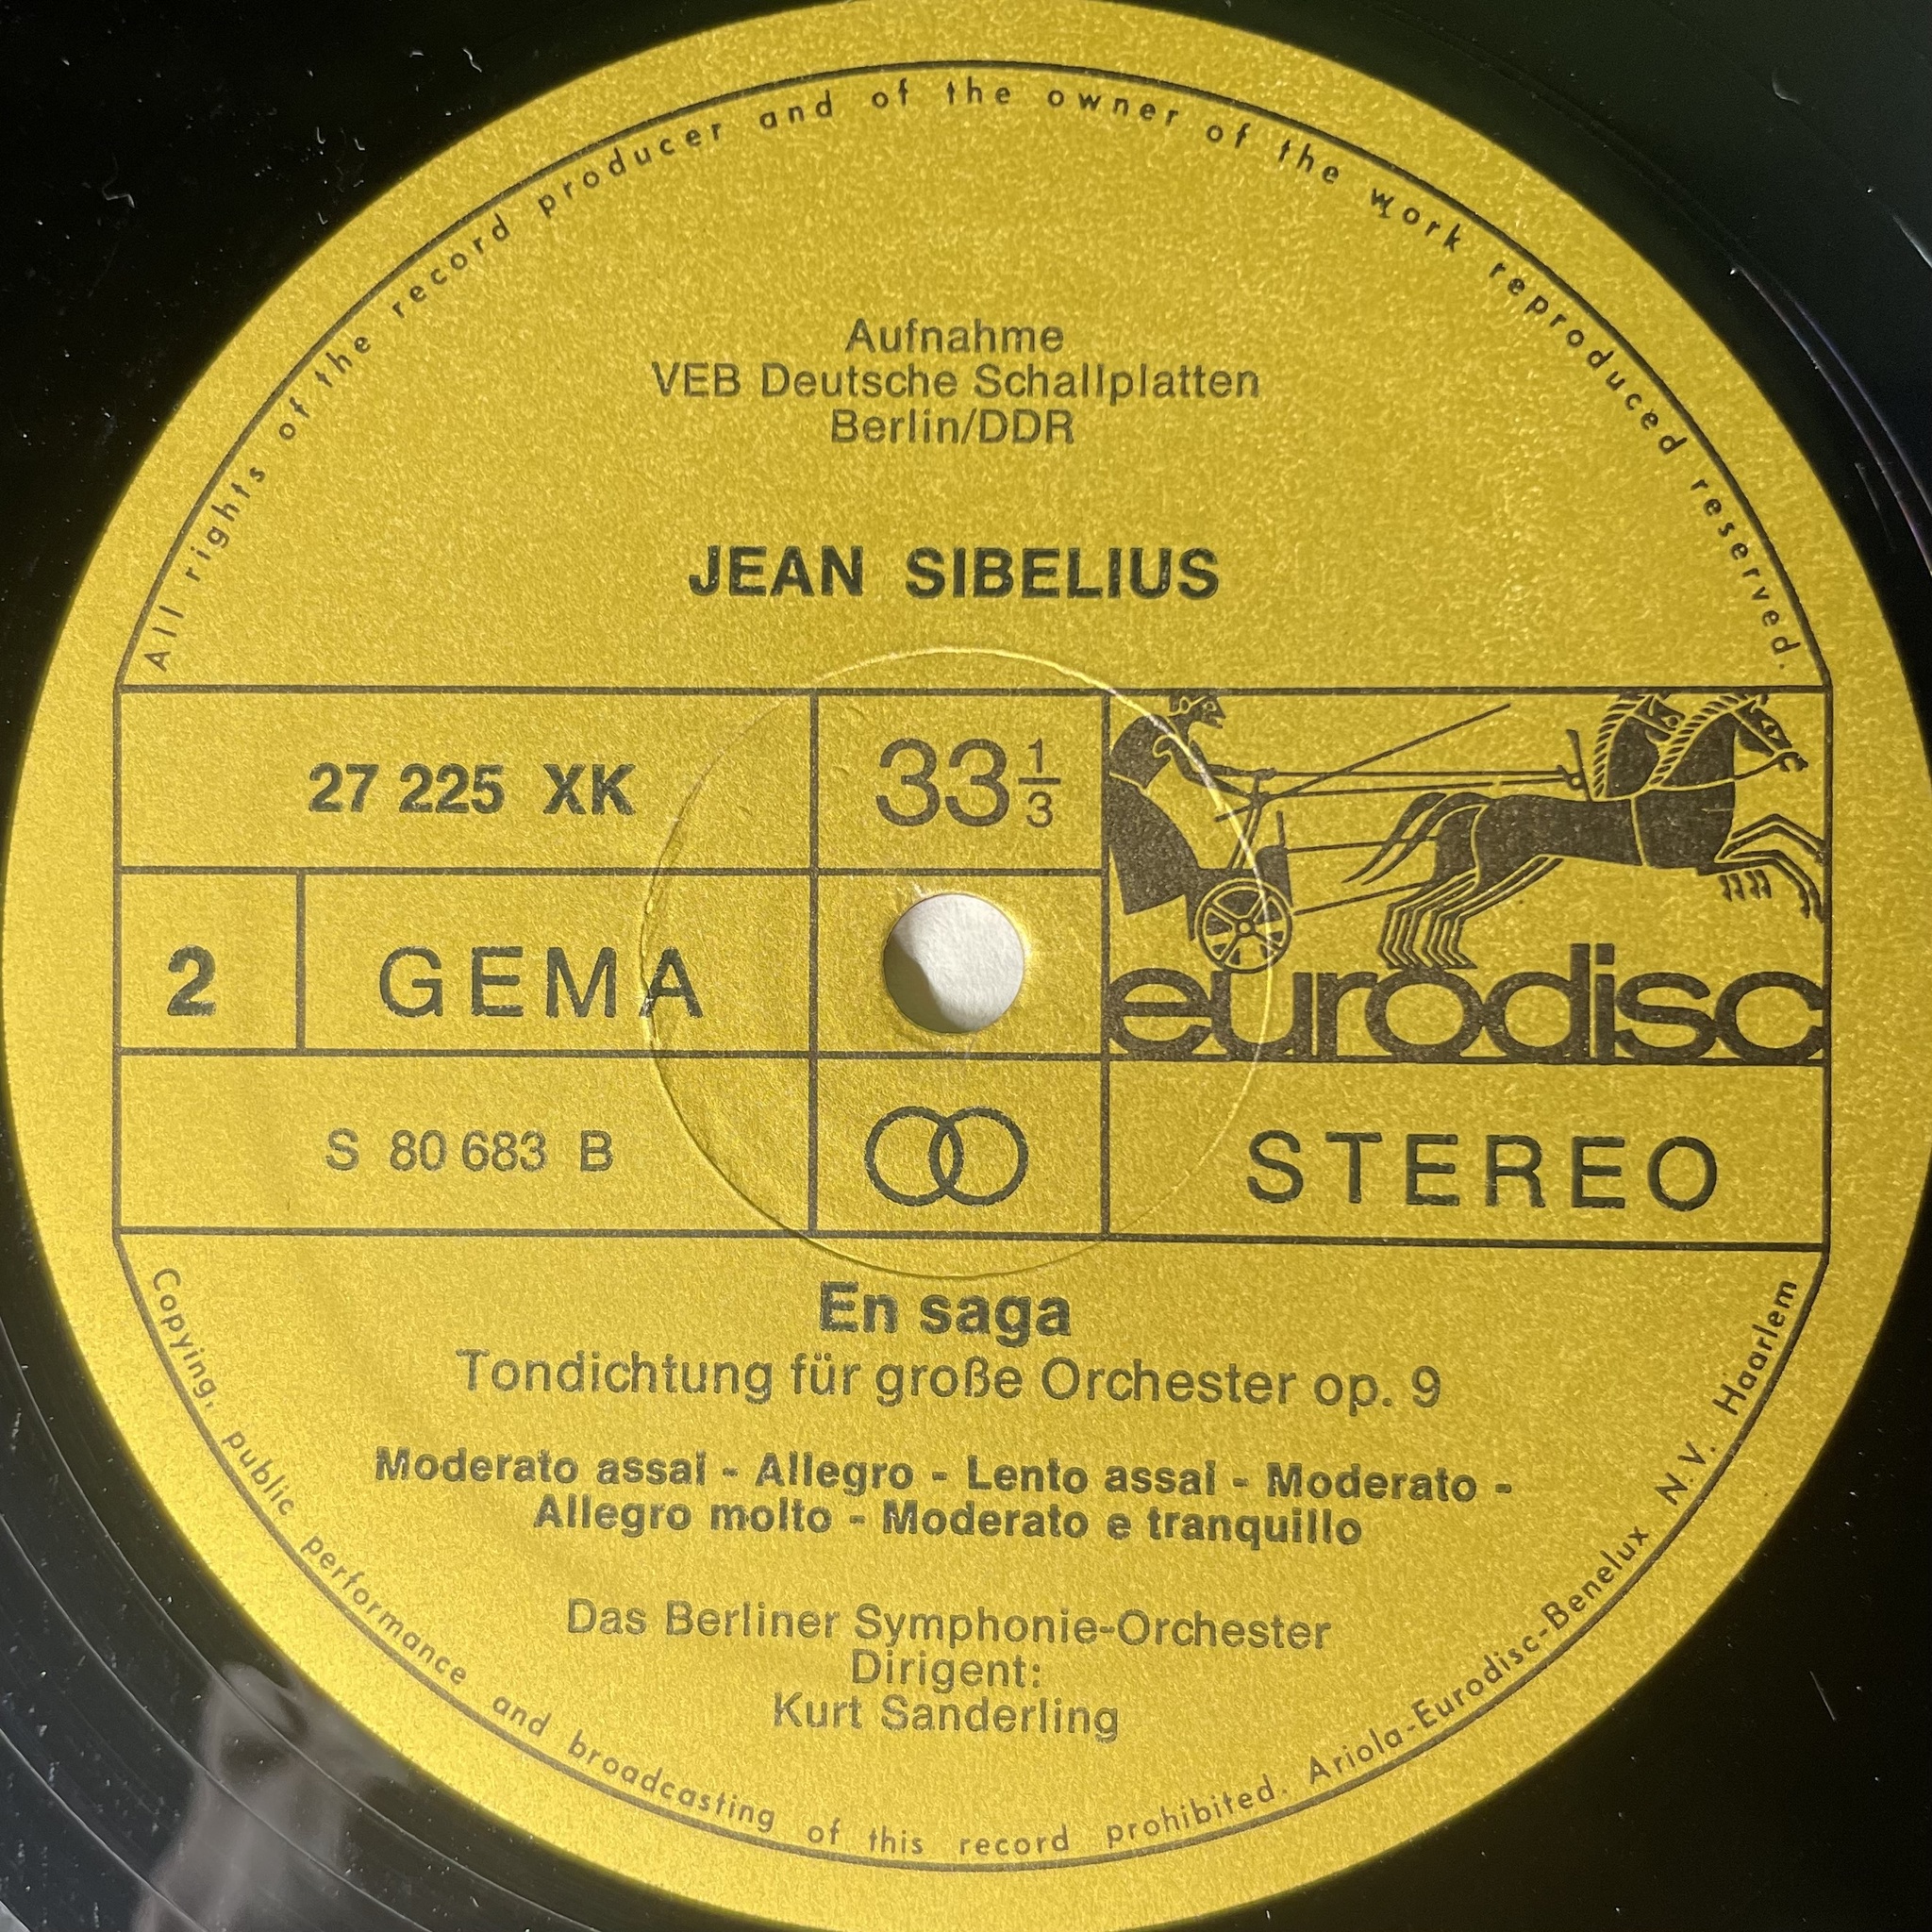 All rights of the record producer and of the owner of the work reproduced reserved.
Aufnahme
VEB Deutsche Schallplatten
Berlin/DDR
JEAN SIBELIUS
27 225 XK
33 1/3
2
GEMA
eurodisc
S 80 683 B
STEREO
En saga
Tondichtung für große Orchester op. 9
Moderato assai - Allegro - Lento assai - Moderato -
Allegro molto - Moderato e tranquillo
Das Berliner Symphonie-Orchester
Dirigent:
Kurt Sanderling
Copying, public performance and broadcasting of this record prohibited. Ariola-Eurodisc-Benelux N.V. Haarlem